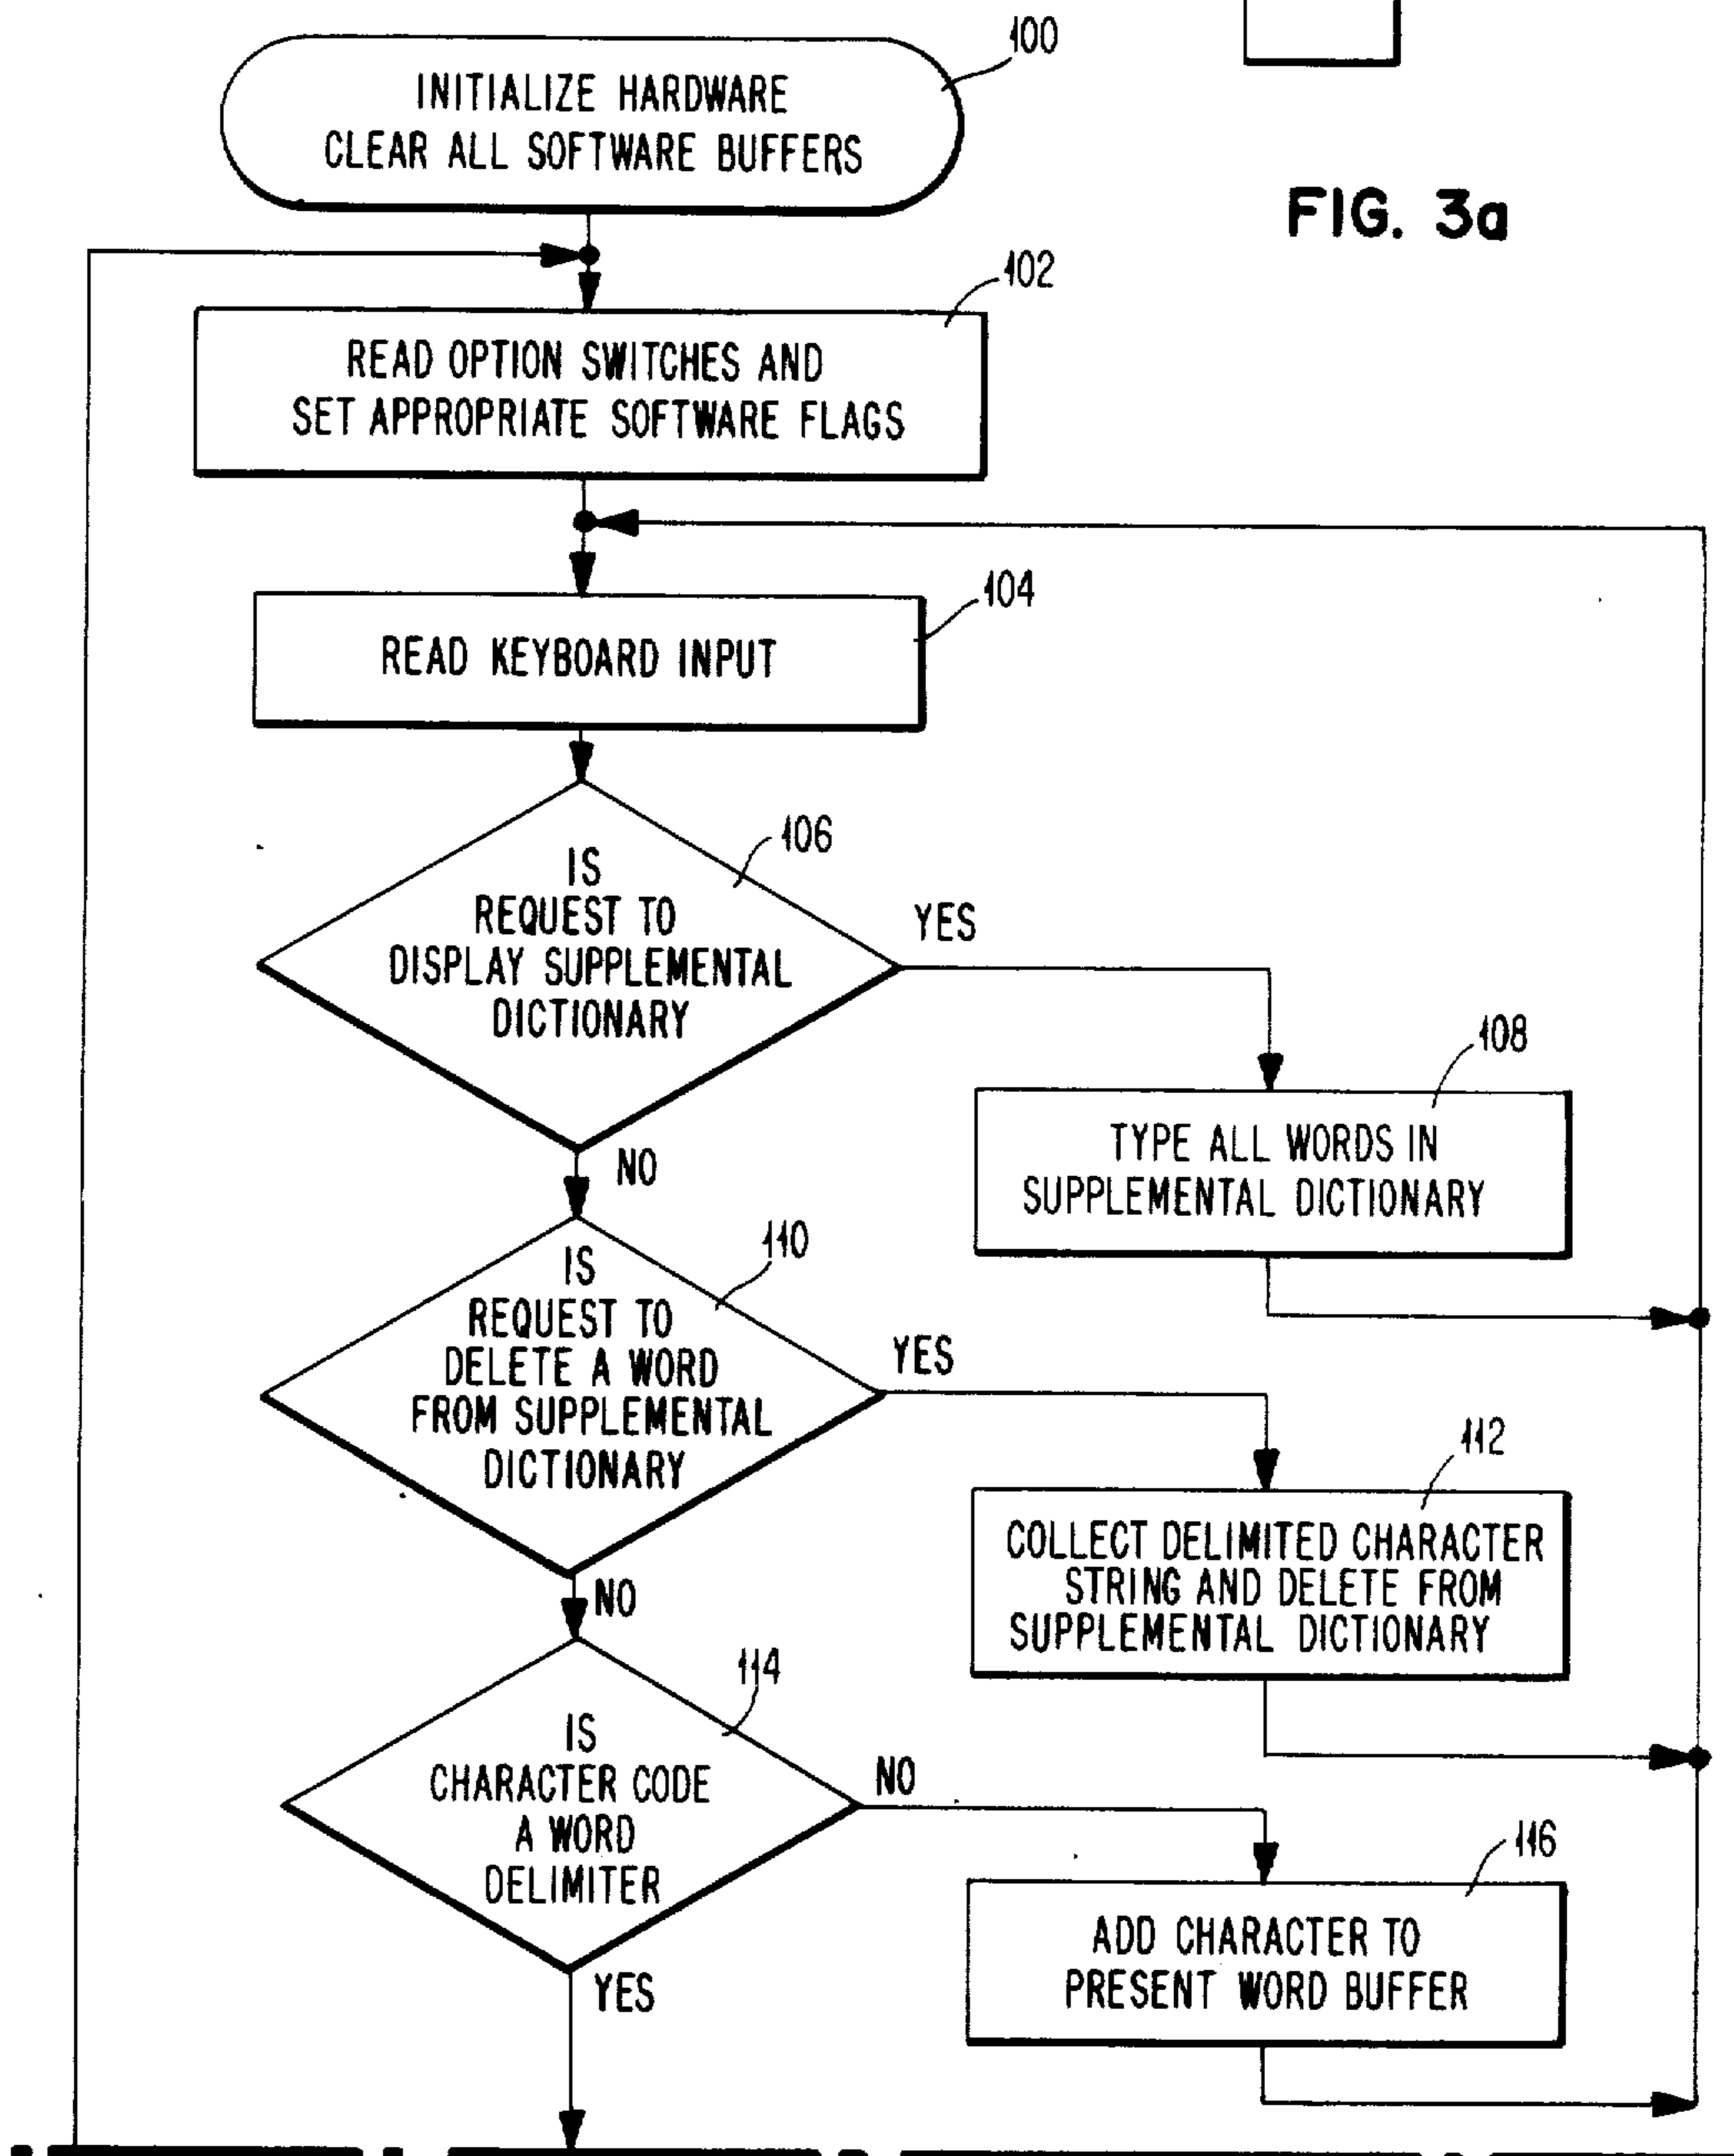 100
INITIALIZE HARDWARE
CLEAR ALL SOFTWARE BUFFERS
FIG. 3a
102
READ OPTION SWITCHES AND
SET APPROPRIATE SOFTWARE FLAGS
104
READ KEYBOARD INPUT
106
IS
REQUEST TO
DISPLAY SUPPLEMENTAL
DICTIONARY
YES
NO
108
TYPE ALL WORDS IN
SUPPLEMENTAL DICTIONARY
110
IS
REQUEST TO
DELETE A WORD
FROM SUPPLEMENTAL
DICTIONARY
YES
NO
112
COLLECT DELIMITED CHARACTER
STRING AND DELETE FROM
SUPPLEMENTAL DICTIONARY
114
IS
CHARACTER CODE
A WORD
DELIMITER
NO
YES
116
ADD CHARACTER TO
PRESENT WORD BUFFER